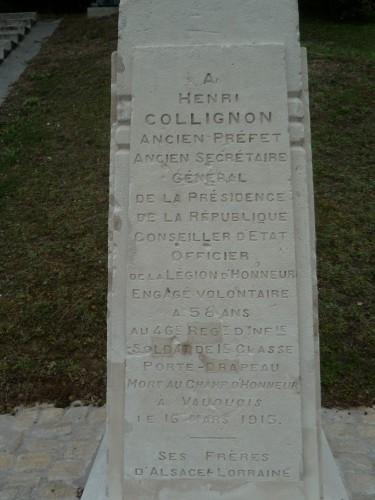 A
HENRI
COLLIGNON
ANCIEN PRÉFET
ANCIEN SECRÉTAIRE
GÉNÉRAL
DE LA PRÉSIDENCE
DE LA RÉPUBLIQUE
CONSEILLER D'ETAT
OFFICIER
DE LA LÉGION D'HONNEUR
ENGAGÉ VOLONTAIRE
A 58 ANS
AU 46E REGT D'INFIE
SOLDAT DE 1E CLASSE
PORTE-DRAPEAU
MORT AU CHAMP D'HONNEUR
A VAUQUOIS
LE 16 MARS 1915.
SES FRÈRES
D'ALSACE-LORRAINE